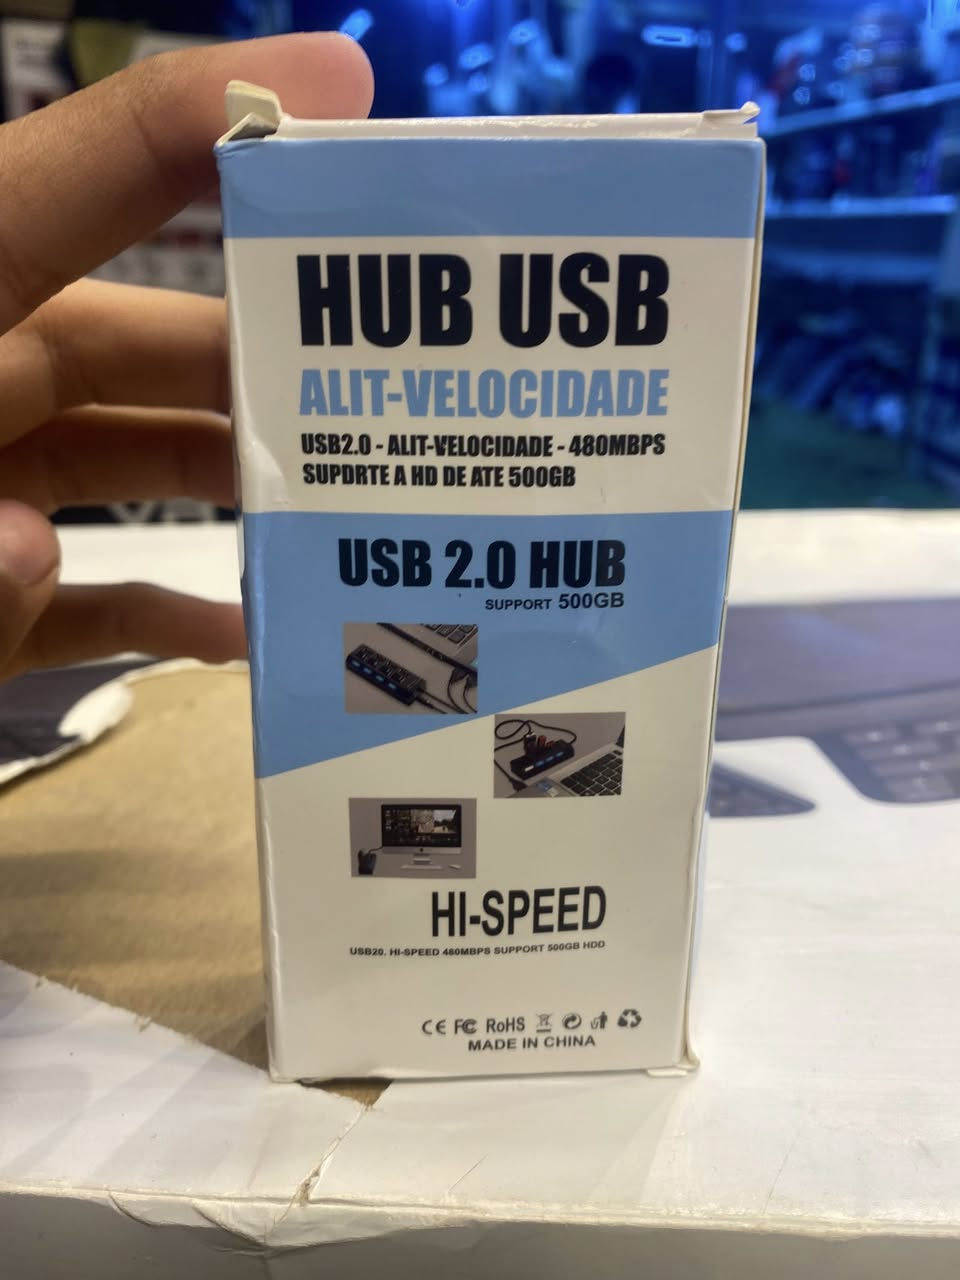 HUB USB
ALIT-VELOCIDADE
USB2.0 - ALIT-VELOCIDADE - 480MBPS
SUPDRTE A HD DE ATE 500GB
USB 2.0 HUB
SUPPORT 500GB
HI-SPEED
USB20. HI-SPEED 480MBPS SUPPORT 500GB HDD
CE FC RoHS
MADE IN CHINA